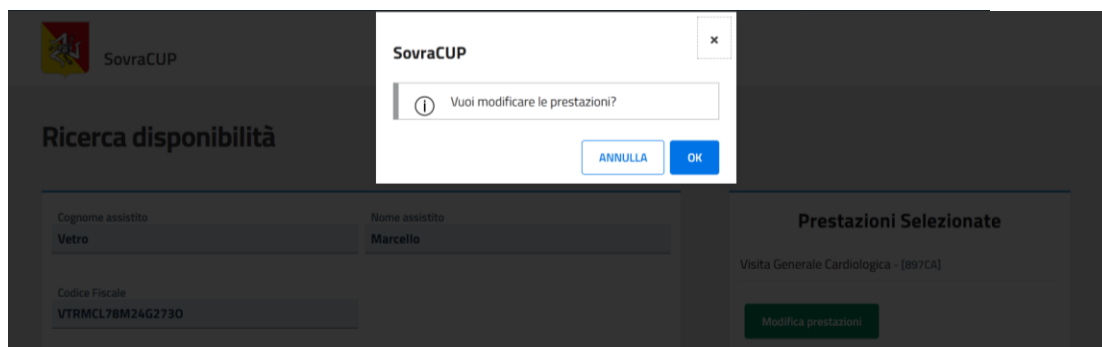 SovraCUP
SovraCUP
×
Vuoi modificare le prestazioni?
ANNULLA
OK
Ricerca disponibilità
Cognome assistito
Vetro
Nome assistito
Marcello
Codice Fiscale
VTRMCL78M24G273O
Prestazioni Selezionate
Visita Generale Cardiologica - [897CA]
Modifica prestazioni